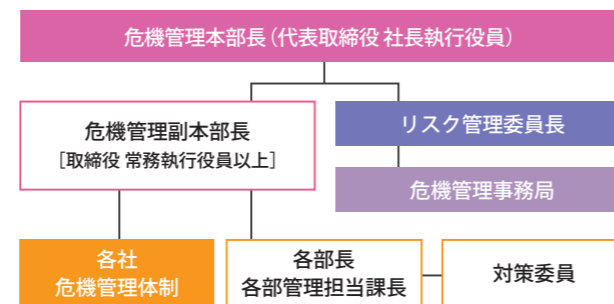 危機管理本部長（代表取締役 社長執行役員）
危機管理副本部長
［取締役 常務執行役員以上］
リスク管理委員長
危機管理事務局
各社
危機管理体制
各部長
各部管理担当課長
対策委員